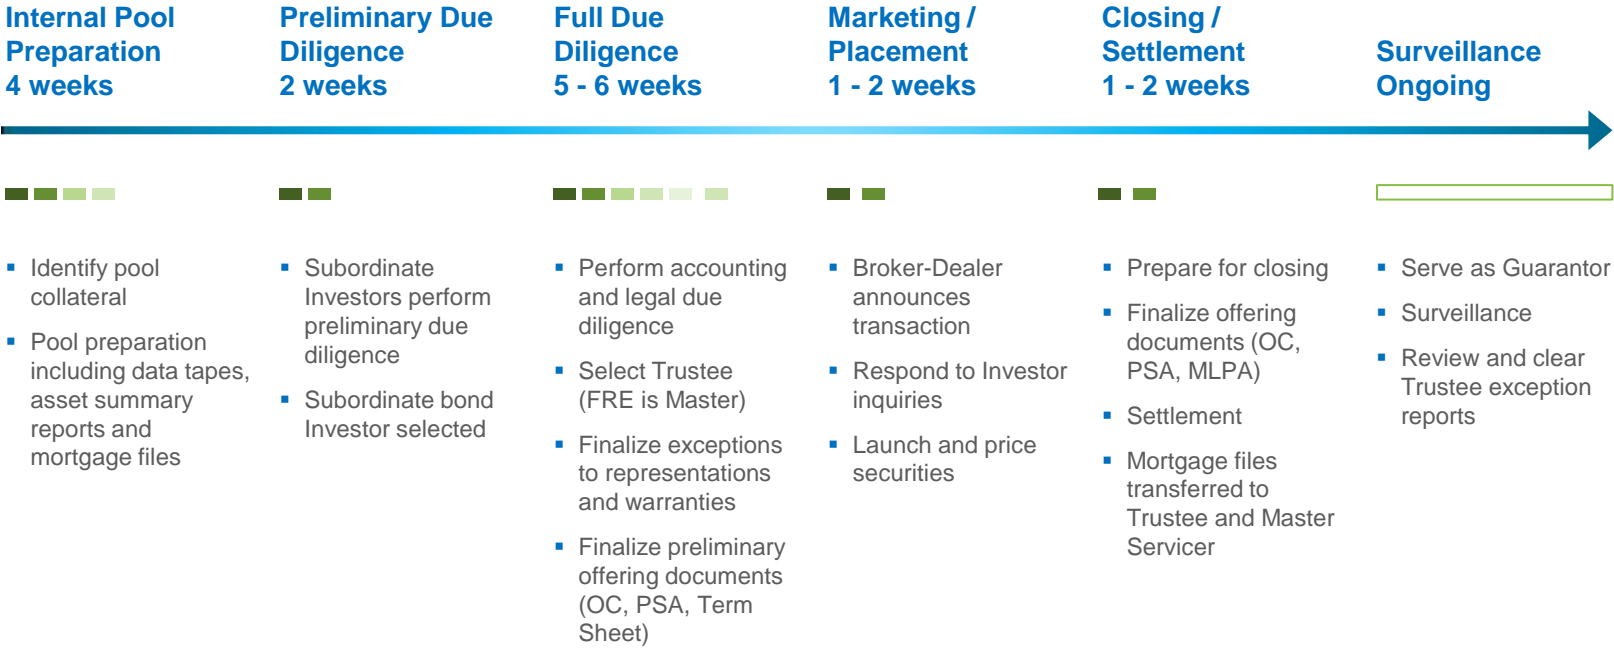 Internal Pool
Preparation
4 weeks
Preliminary Due
Diligence
2 weeks
Full Due
Diligence
5 - 6 weeks
Marketing /
Placement
1 - 2 weeks
Closing /
Settlement
1 - 2 weeks
Surveillance
Ongoing
▪ Identify pool
collateral
▪ Pool preparation
including data tapes,
asset summary
reports and
mortgage files
▪ Subordinate
Investors perform
preliminary due
diligence
▪ Subordinate bond
Investor selected
▪ Perform accounting
and legal due
diligence
▪ Select Trustee
(FRE is Master)
▪ Finalize exceptions
to representations
and warranties
▪ Finalize preliminary
offering documents
(OC, PSA, Term
Sheet)
▪ Broker-Dealer
announces
transaction
▪ Respond to Investor
inquiries
▪ Launch and price
securities
▪ Prepare for closing
▪ Finalize offering
documents (OC,
PSA, MLPA)
▪ Settlement
▪ Mortgage files
transferred to
Trustee and Master
Servicer
▪ Serve as Guarantor
▪ Surveillance
▪ Review and clear
Trustee exception
reports